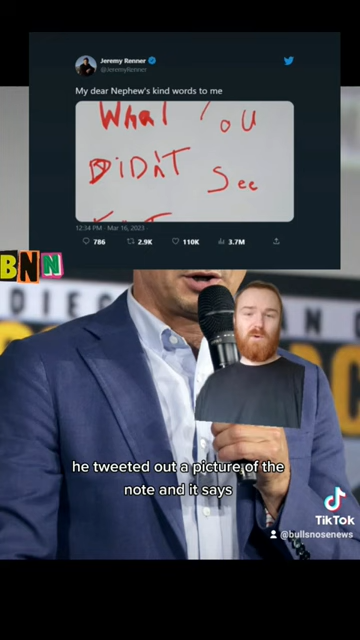 Jeremy Renner
@JeremyRenner
My dear Nephew's kind words to me
What You
DiDN'T See
12:34 PM · Mar 16, 2023
786 2.9K 110K 3.7M
BNN
DIEG
he tweeted out a picture of the
note and it says
TikTok
@bullsnosenews